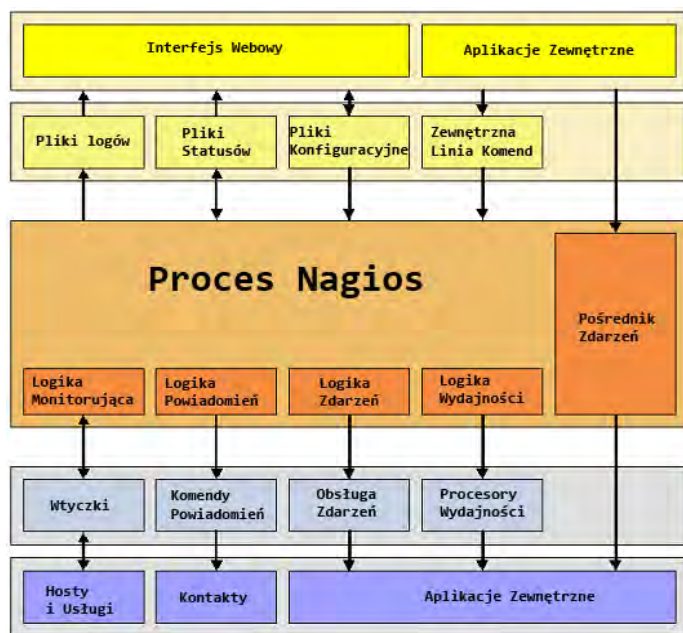 Interfejs Webowy
Aplikacje Zewnętrzne
Pliki logów
Pliki
Statusów
Pliki
Konfiguracyjne
Zewnętrzna
Linia Komend
Proces Nagios
Pośrednik
Zdarzeń
Logika
Monitorująca
Logika
Powiadomień
Logika
Zdarzeń
Logika
Wydajności
Wtyczki
Komendy
Powiadomień
Obsługa
Zdarzeń
Procesory
Wydajności
Hosty
i Usługi
Kontakty
Aplikacje Zewnętrzne